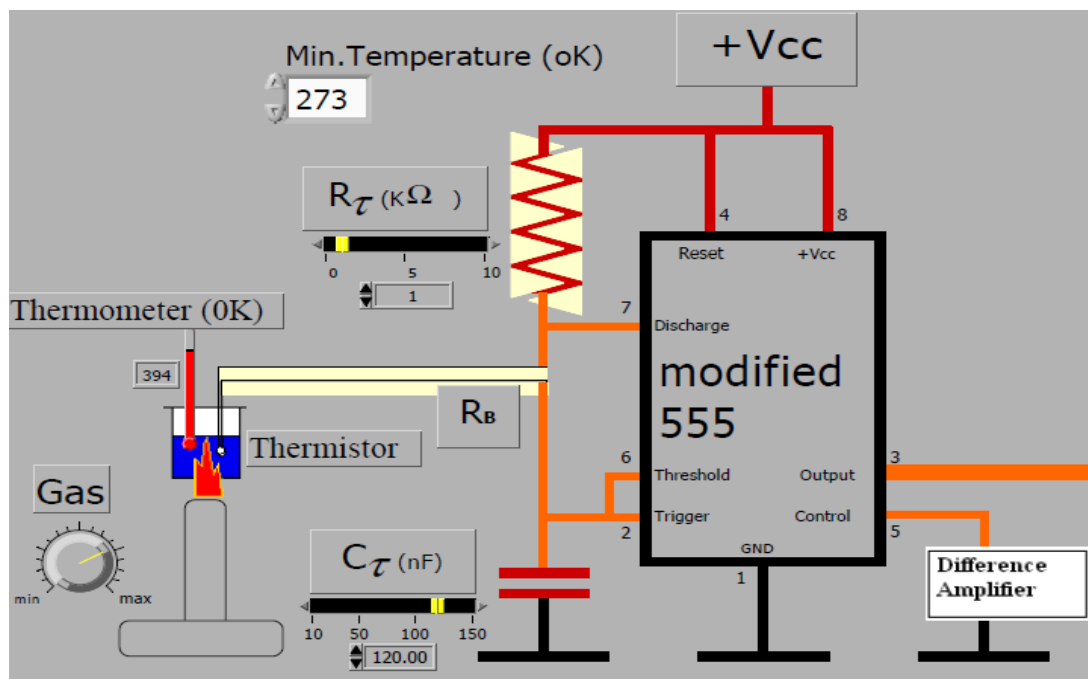 +Vcc
Min.Temperature (oK)
273
Rτ (KΩ )
0 5 10
1
4 8
Reset +Vcc
7
Discharge
Thermometer (0K)
394
modified
555
RB
Thermistor
6
Threshold
Output
3
Gas
2
Trigger
Control
5
GND
1
Cτ (nF)
min max
10 50 100 150
120.00
Difference
Amplifier